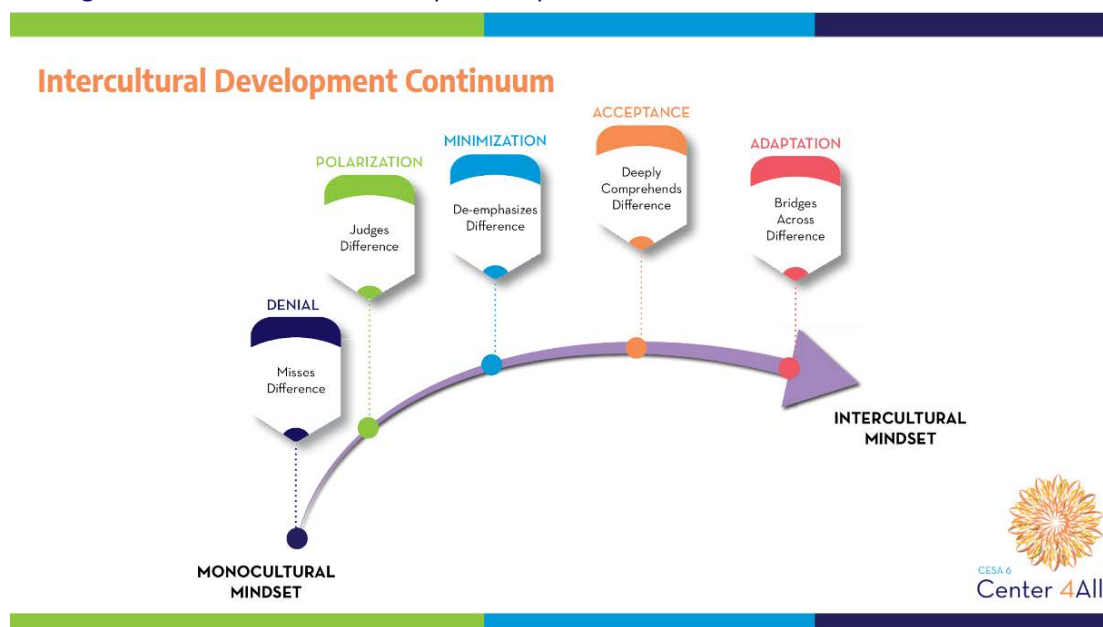 Intercultural Development Continuum
DENIAL
Misses
Difference
POLARIZATION
Judges
Difference
MINIMIZATION
De-emphasizes
Difference
ACCEPTANCE
Deeply
Comprehends
Difference
ADAPTATION
Bridges
Across
Difference
MONOCULTURAL
MINDSET
INTERCULTURAL
MINDSET
CESA 6
Center 4All